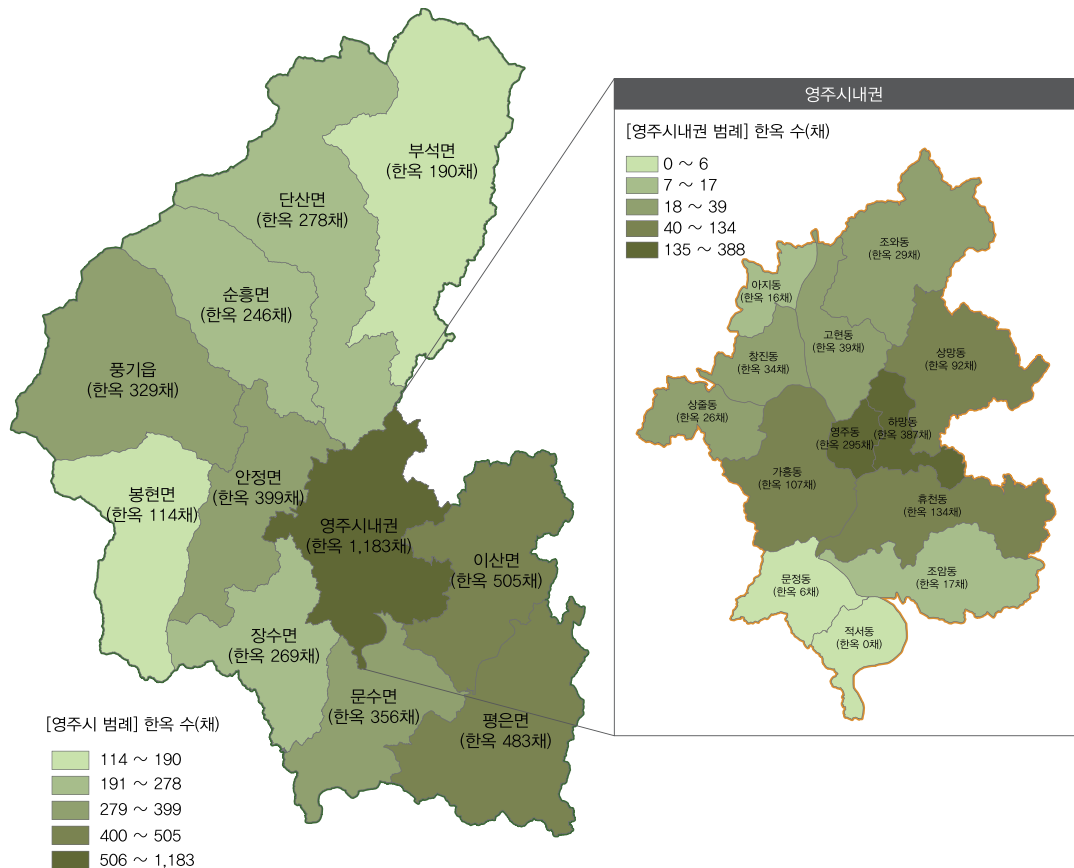 부석면
(한옥 190채)
단산면
(한옥 278채)
순흥면
(한옥 246채)
풍기읍
(한옥 329채)
안정면
(한옥 399채)
봉현면
(한옥 114채)
영주시내권
(한옥 1,183채)
이산면
(한옥 505채)
장수면
(한옥 269채)
문수면
(한옥 356채)
평은면
(한옥 483채)
[영주시 범례] 한옥 수(채)
114 ~ 190
191 ~ 278
279 ~ 399
400 ~ 505
506 ~ 1,183
영주시내권
[영주시내권 범례] 한옥 수(채)
0 ~ 6
7 ~ 17
18 ~ 39
40 ~ 134
135 ~ 388
조와동
(한옥 29채)
아지동
(한옥 16채)
고현동
(한옥 39채)
창진동
(한옥 34채)
상망동
(한옥 92채)
상줄동
(한옥 26채)
영주동
(한옥 295채)
하망동
(한옥 387채)
가흥동
(한옥 107채)
휴천동
(한옥 134채)
문정동
(한옥 6채)
조암동
(한옥 17채)
적서동
(한옥 0채)